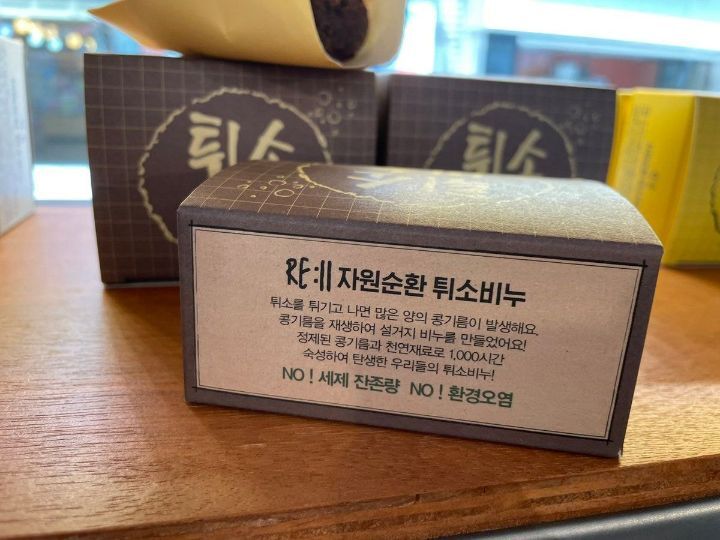 튀소
튀소
RE:|| 자원순환 튀소비누
튀소를 튀기고 나면 많은 양의 콩기름이 발생해요.
콩기름을 재생하여 설거지 비누를 만들었어요!
정제된 콩기름과 천연재료로 1,000시간
숙성하여 탄생한 우리들의 튀소비누!
NO! 세제 잔존량 NO! 환경오염